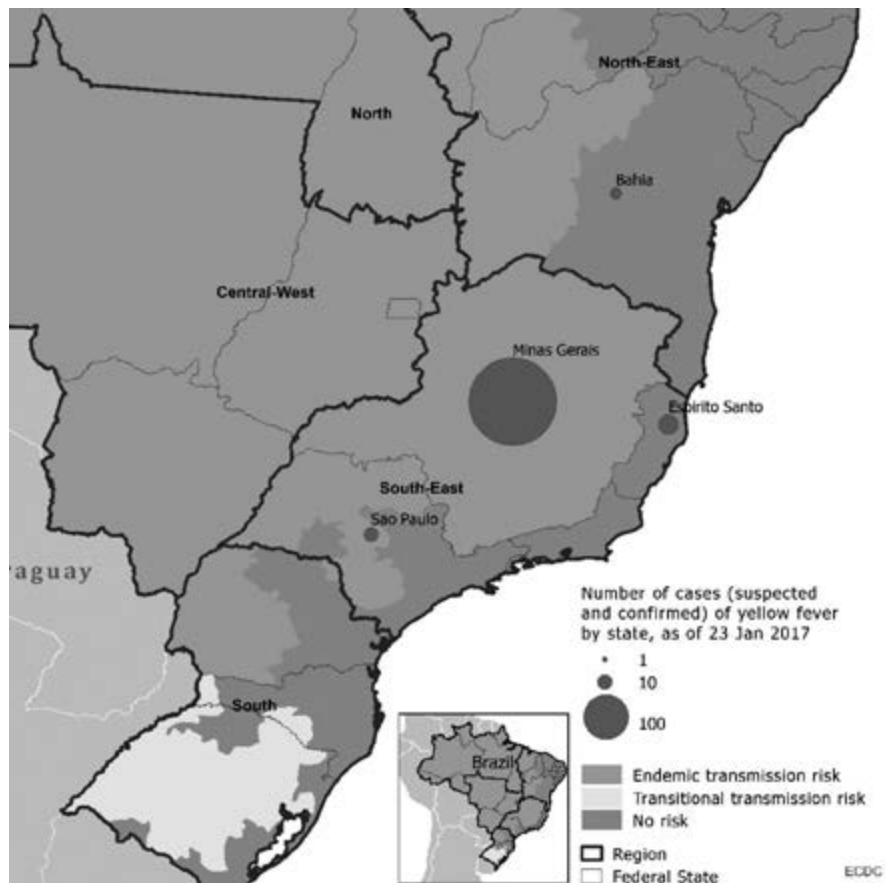 North-East
North
Bahia
Central-West
Minas Gerais
Espirito Santo
South-East
Sao Paulo
raguay
Number of cases (suspected
and confirmed) of yellow fever
by state, as of 23 Jan 2017
1
10
100
South
Brazil
Endemic transmission risk
Transitional transmission risk
No risk
Region
Federal State
ECDC